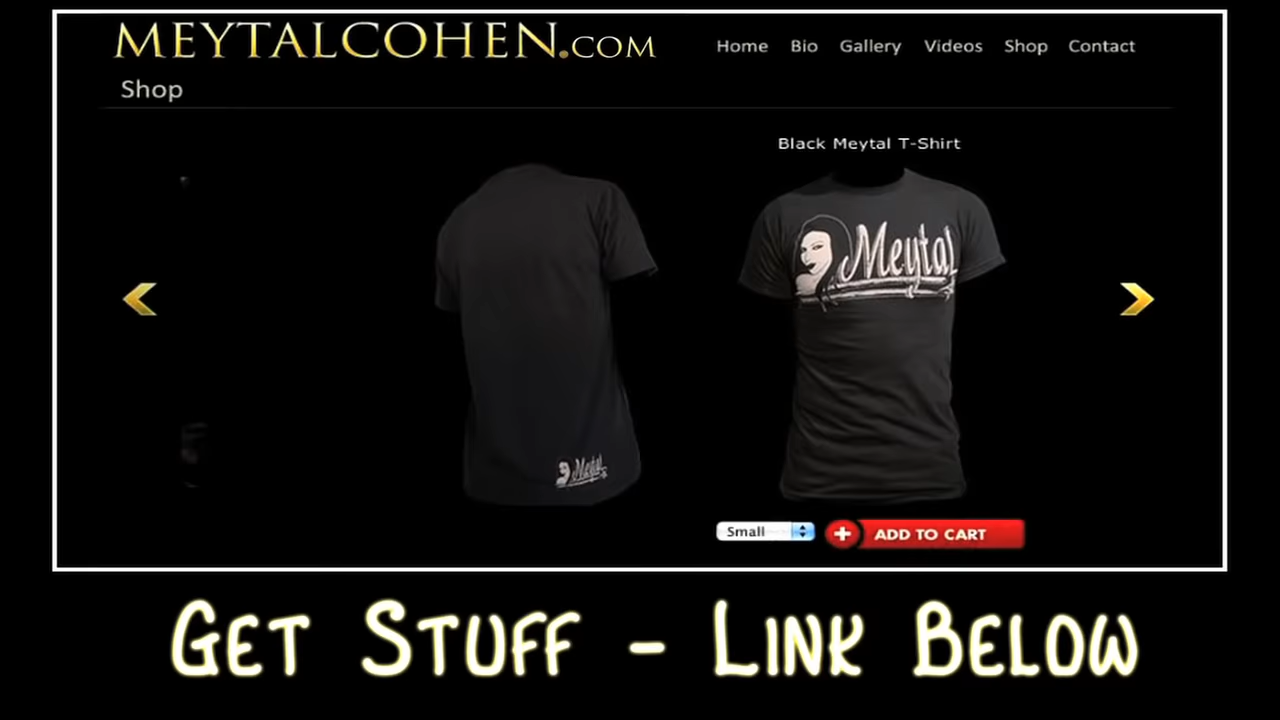 MEYTALCOHEN.COM
Home Bio Gallery Videos Shop Contact
Shop
Black Meytal T-Shirt
Meytal
Meytal
Small
ADD TO CART
GET STUFF - LINK BELOW